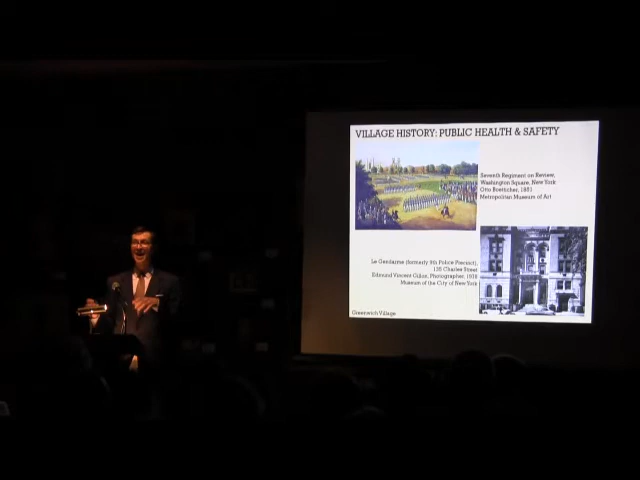 VILLAGE HISTORY: PUBLIC HEALTH & SAFETY
Seventh Regiment on Review,
Washington Square, New York
Otto Boetticher, 1851
Metropolitan Museum of Art
Le Gendarme (formerly 9th Police Precinct),
135 Charles Street
Edmund Vincent Gillon, Photographer,
Museum of the City of New York
Greenwich Village